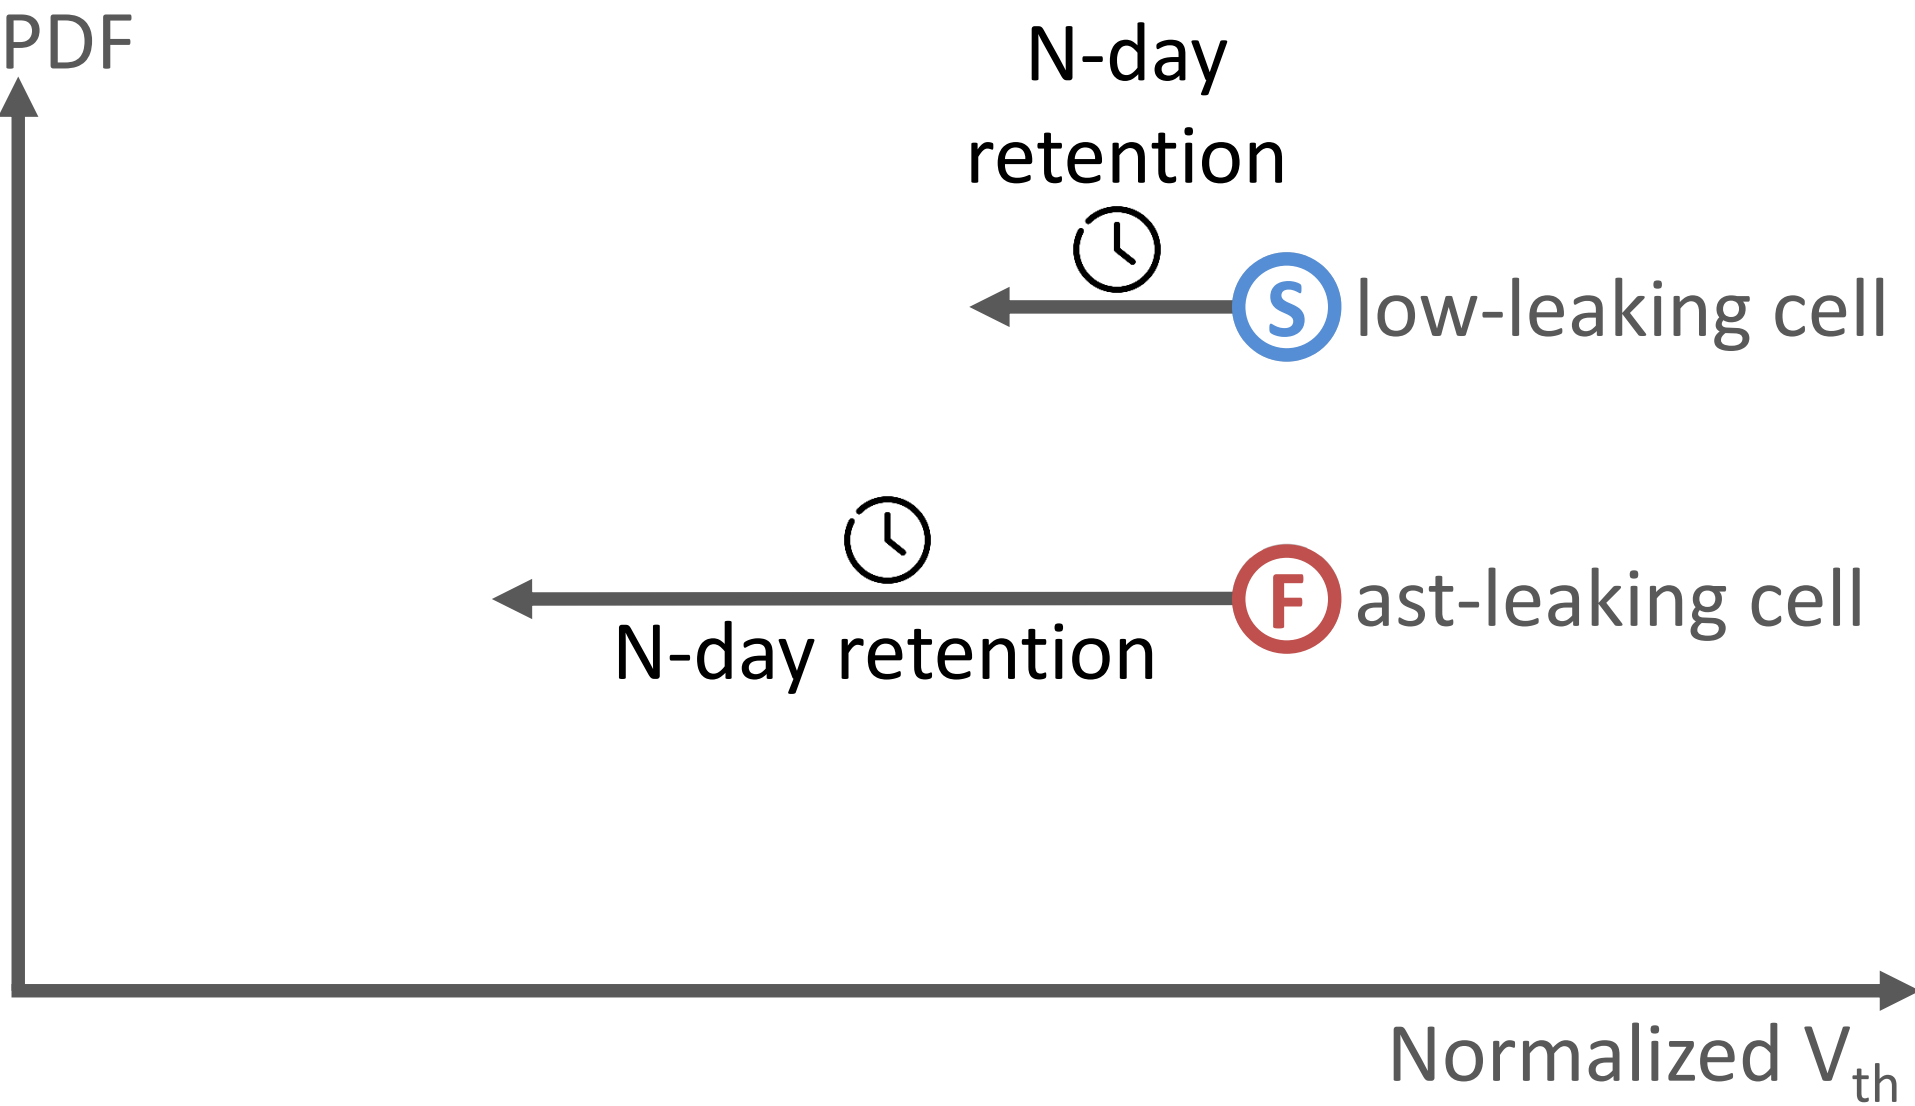 PDF
N-day
retention
S low-leaking cell
F ast-leaking cell
N-day retention
Normalized Vth